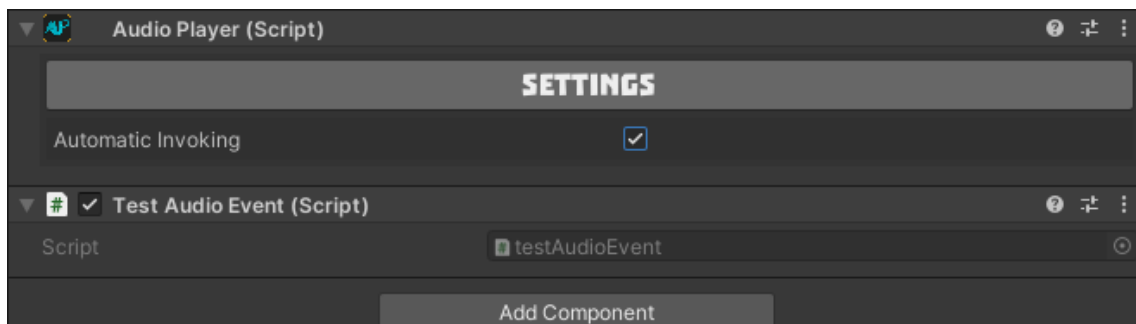 Audio Player (Script)
SETTINGS
Automatic Invoking
# Test Audio Event (Script)
Script # testAudioEvent
Add Component